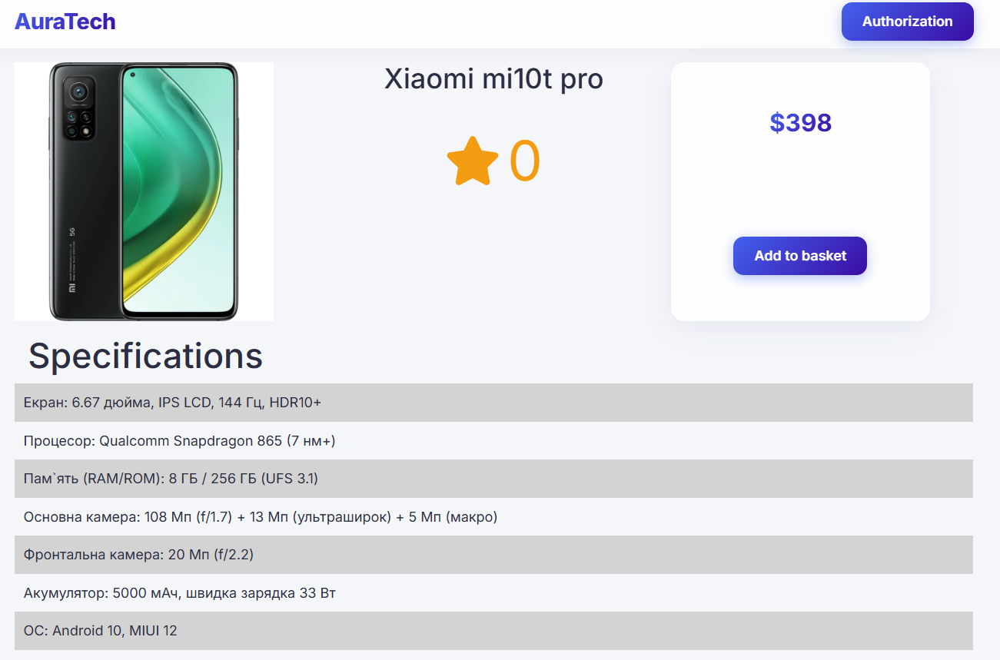 AuraTech
Authorization
Xiaomi mi10t pro
0
$398
Add to basket
5G
MI
Specifications
Екран: 6.67 дюйма, IPS LCD, 144 Гц, HDR10+
Процесор: Qualcomm Snapdragon 865 (7 нм+)
Пам`ять (RAM/ROM): 8 ГБ / 256 ГБ (UFS 3.1)
Основна камера: 108 Мп (f/1.7) + 13 Мп (ультраширок) + 5 Мп (макро)
Фронтальна камера: 20 Мп (f/2.2)
Акумулятор: 5000 мАч, швидка зарядка 33 Вт
ОС: Android 10, MIUI 12